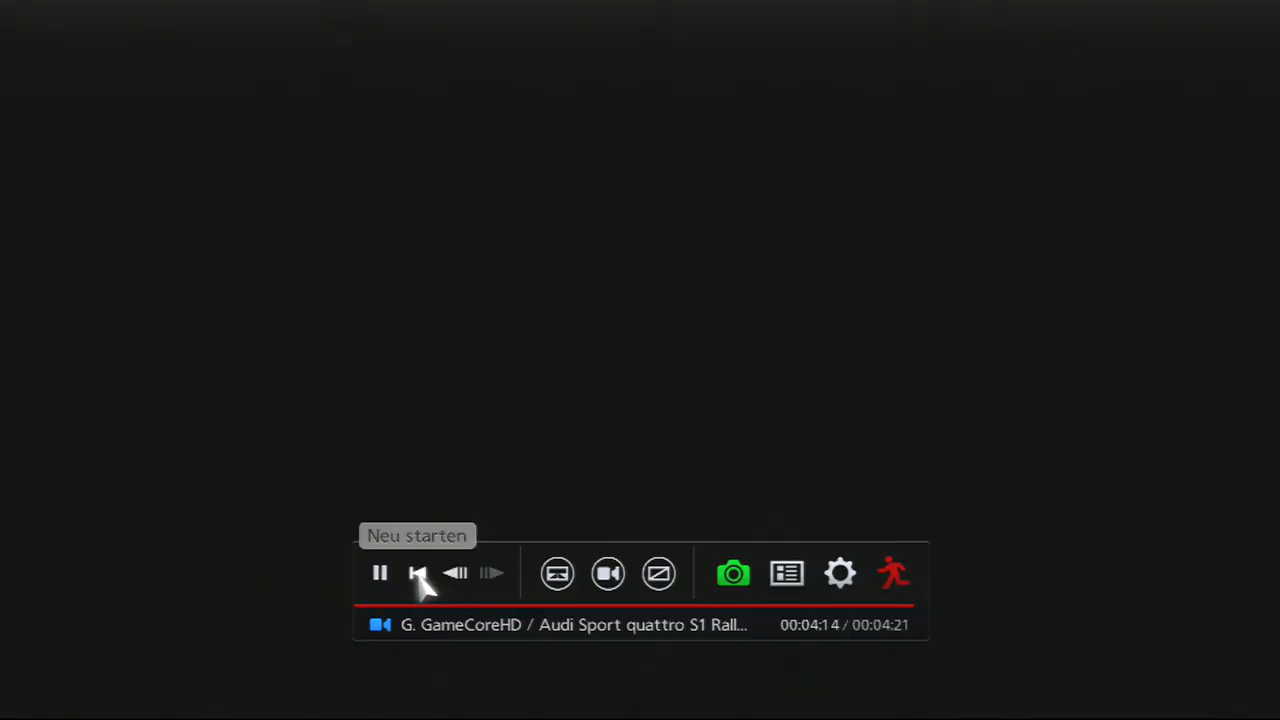 Neu starten
G. GameCoreHD / Audi Sport quattro S1 Rall... 00:04:14 / 00:04:21